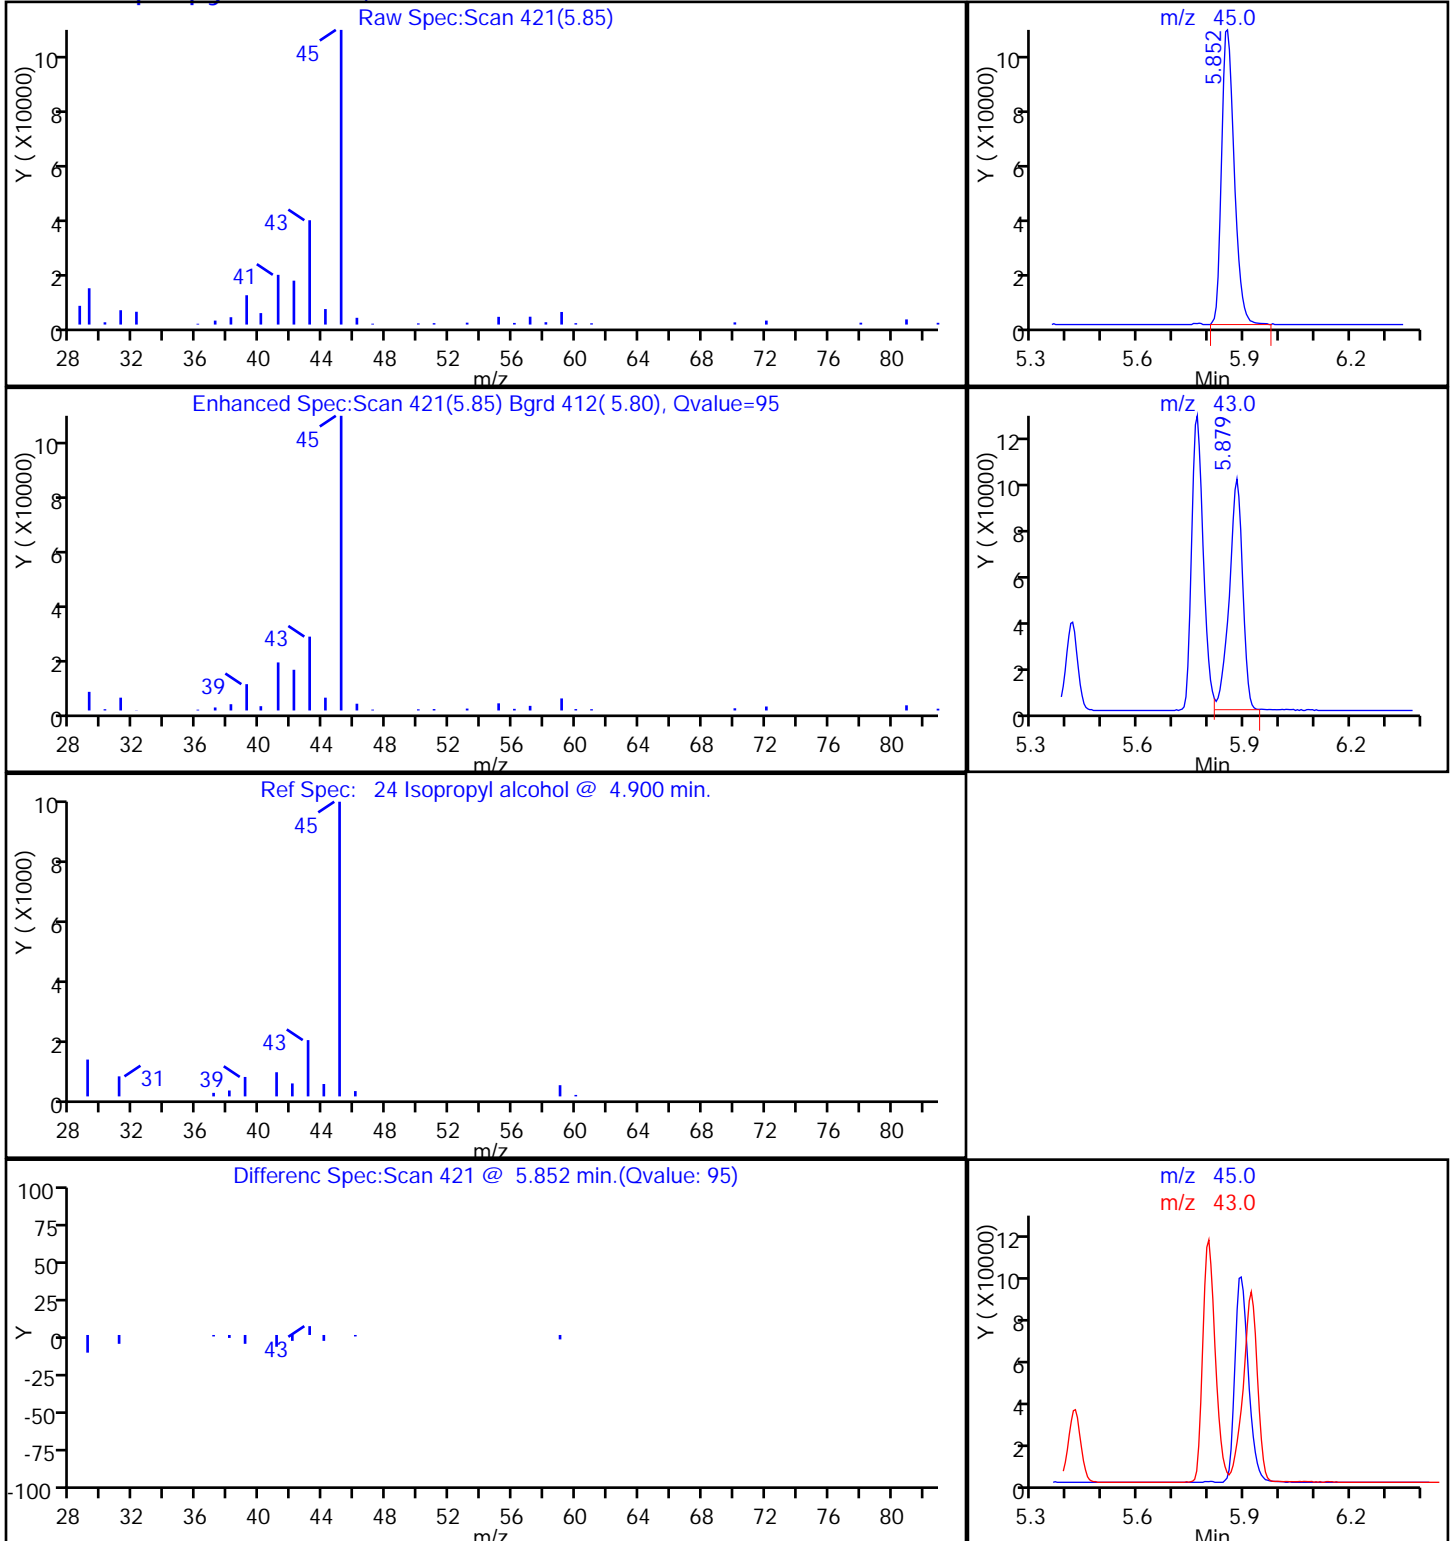 Raw Spec:Scan 421(5.85)
Y ( X10000)
10
8
6
4
2
0
45
43
41
28 32 36 40 44 48 52 56 60 64 68 72 76 80
m/z
m/z 45.0
Y ( X10000)
10
8
6
4
2
0
5.852
5.3 5.6 5.9 6.2
Min
Enhanced Spec:Scan 421(5.85) Bgrd 412( 5.80), Qvalue=95
Y ( X10000)
10
8
6
4
2
0
45
43
39
28 32 36 40 44 48 52 56 60 64 68 72 76 80
m/z
m/z 43.0
Y ( X10000)
12
10
8
6
4
2
0
5.879
5.3 5.6 5.9 6.2
Min
Ref Spec: 24 Isopropyl alcohol @ 4.900 min.
Y ( X1000)
10
8
6
4
2
0
45
43
31
39
28 32 36 40 44 48 52 56 60 64 68 72 76 80
m/z
Differenc Spec:Scan 421 @ 5.852 min.(Qvalue: 95)
Y
100
75
50
25
0
-25
-50
-75
-100
43
28 32 36 40 44 48 52 56 60 64 68 72 76 80
m/z
m/z 45.0
m/z 43.0
Y ( X10000)
12
10
8
6
4
2
0
5.3 5.6 5.9 6.2
Min